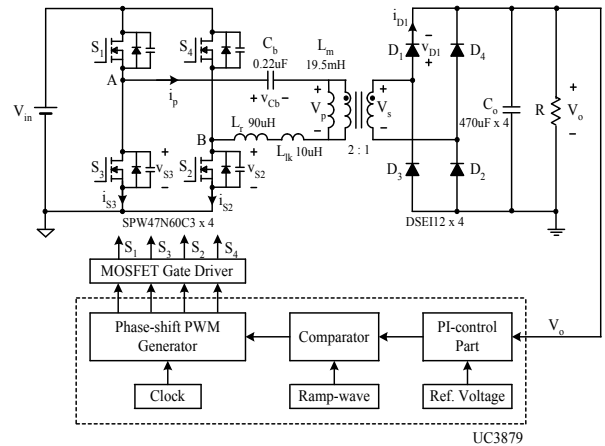 S1
S4
Cb
0.22uF
Lm
19.5mH
iD1
D1
vD1
D4
A
ip
+ vCb −
Vin
+
Vp
−
+
Vs
−
Co
470uF x 4
R
+
Vo
−
Lr 90uH
B
Llk 10uH
2 : 1
S3
+
vS3
−
S2
+
vS2
−
D3
D2
iS3
iS2
SPW47N60C3 x 4
DSEI12 x 4
S1 S3 S2 S4
MOSFET Gate Driver
Phase-shift PWM
Generator
Comparator
PI-control
Part
Vo
Clock
Ramp-wave
Ref. Voltage
UC3879